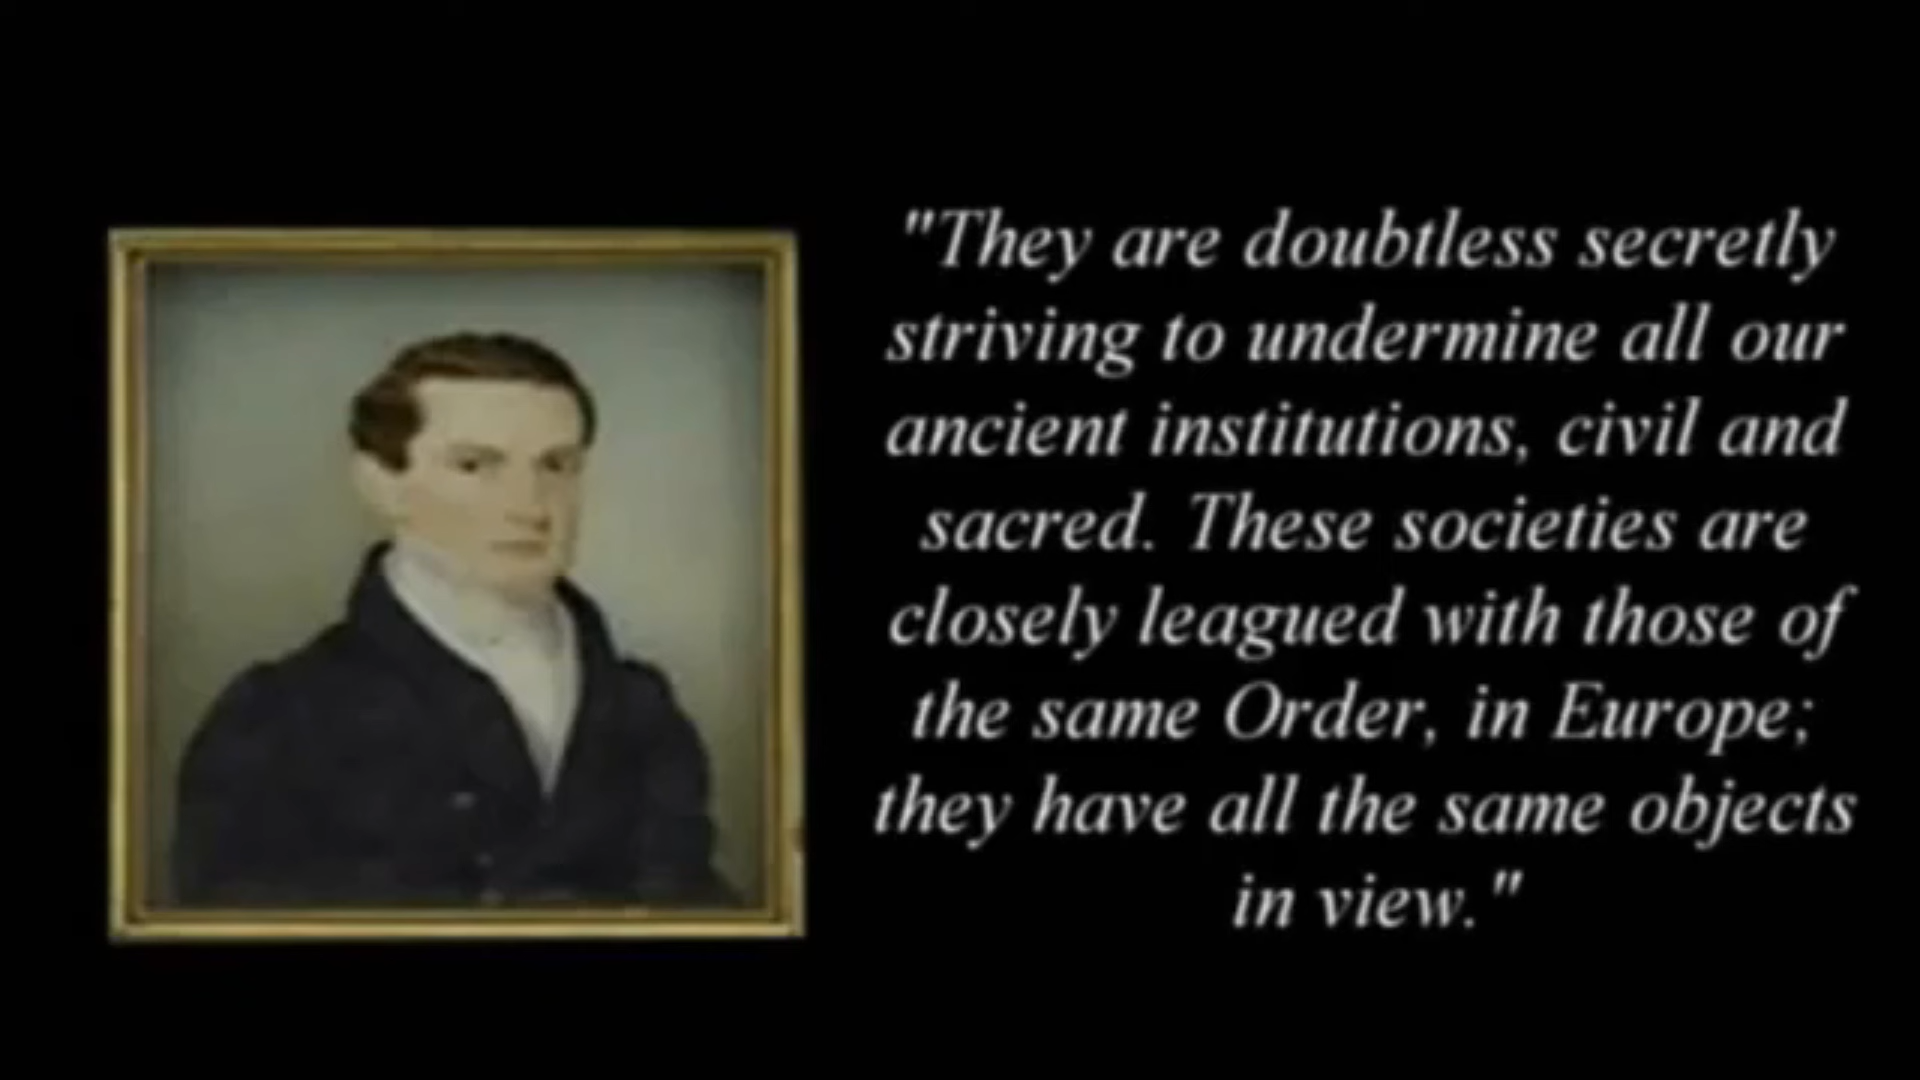 "They are doubtless secretly
striving to undermine all our
ancient institutions, civil and
sacred. These societies are
closely leagued with those of
the same Order, in Europe;
they have all the same objects
in view."